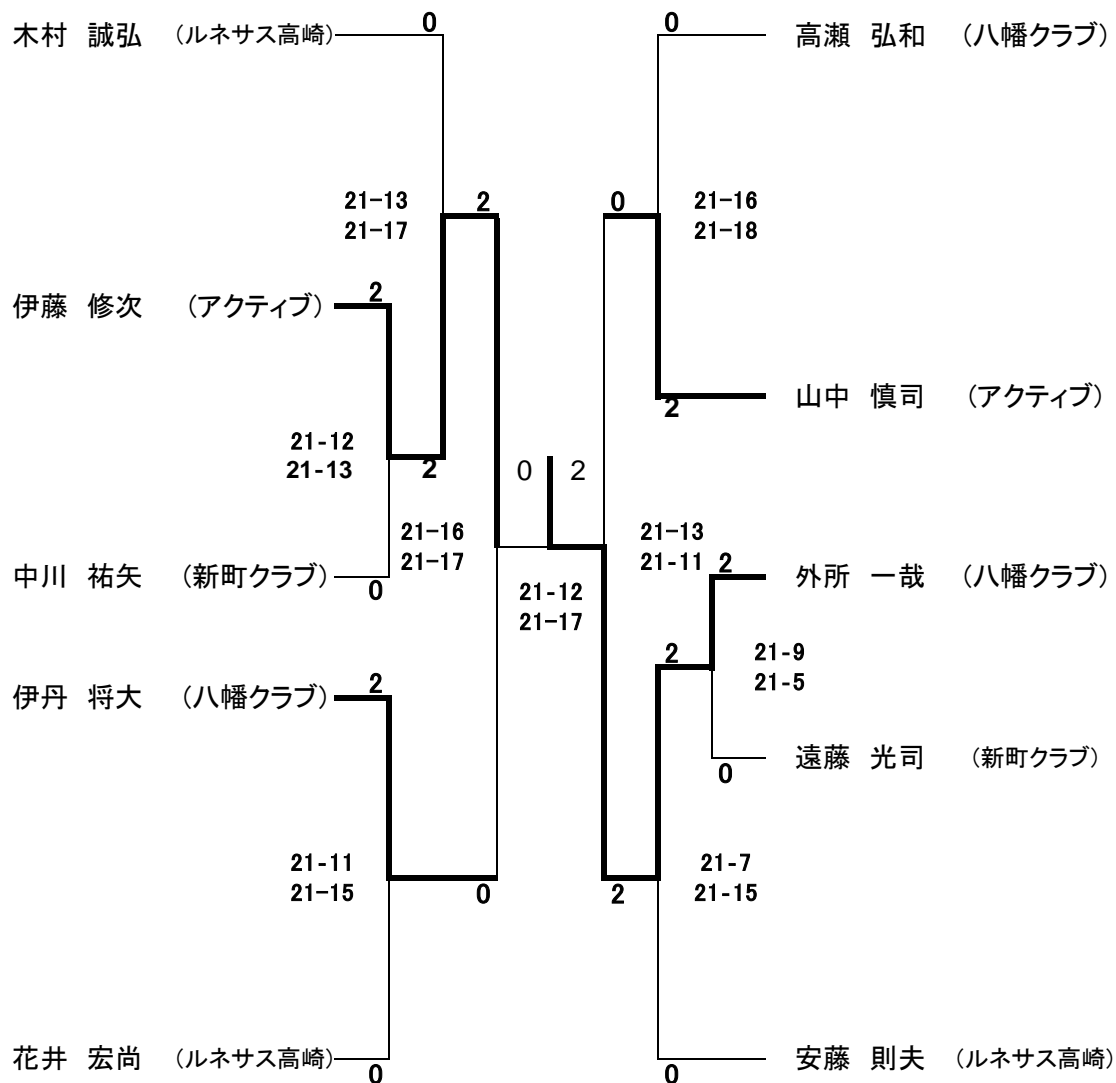 0 0
木村 誠弘 (ルネサス高崎) 高瀬 弘和 (八幡クラブ)
21-13 2 0 21-16
21-17 21-18
2
伊藤 修次 (アクティブ)
山中 慎司 (アクティブ)
2
21-12
21-13 2 0 2
21-16 21-13
21-17 21-11 2
中川 祐矢 (新町クラブ) 外所 一哉 (八幡クラブ)
0 21-12
21-17
2 21-9
21-5
2
伊丹 将大 (八幡クラブ)
遠藤 光司 (新町クラブ)
0
21-11 21-7
21-15 0 2 21-15
花井 宏尚 (ルネサス高崎) 安藤 則夫 (ルネサス高崎)
0 0